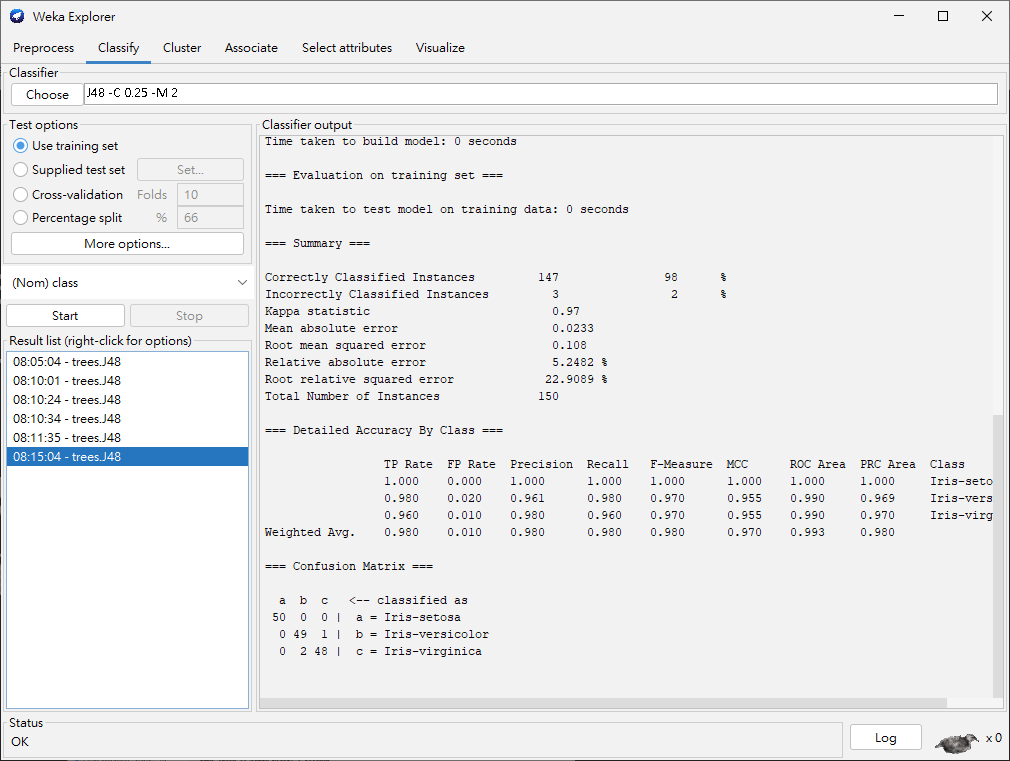 Weka Explorer
Preprocess Classify Cluster Associate Select attributes Visualize
Classifier
Choose J48 -C 0.25 -M 2
Test options
Use training set
Supplied test set Set...
Cross-validation Folds 10
Percentage split % 66
More options...
(Nom) class
Start Stop
Result list (right-click for options)
08:05:04 - trees.J48
08:10:01 - trees.J48
08:10:24 - trees.J48
08:10:34 - trees.J48
08:11:35 - trees.J48
08:15:04 - trees.J48
Classifier output
Time taken to build model: 0 seconds
=== Evaluation on training set ===
Time taken to test model on training data: 0 seconds
=== Summary ===
Correctly Classified Instances 147 98 %
Incorrectly Classified Instances 3 2 %
Kappa statistic 0.97
Mean absolute error 0.0233
Root mean squared error 0.108
Relative absolute error 5.2482 %
Root relative squared error 22.9089 %
Total Number of Instances 150
=== Detailed Accuracy By Class ===
TP Rate FP Rate Precision Recall F-Measure MCC ROC Area PRC Area Class
1.000 0.000 1.000 1.000 1.000 1.000 1.000 1.000 Iris-seto
0.980 0.020 0.961 0.980 0.970 0.955 0.990 0.969 Iris-vers
0.960 0.010 0.980 0.960 0.970 0.955 0.990 0.970 Iris-virg
Weighted Avg. 0.980 0.010 0.980 0.980 0.980 0.970 0.993 0.980
=== Confusion Matrix ===
a b c <-- classified as
50 0 0 | a = Iris-setosa
0 49 1 | b = Iris-versicolor
0 2 48 | c = Iris-virginica
Status
OK
Log x 0